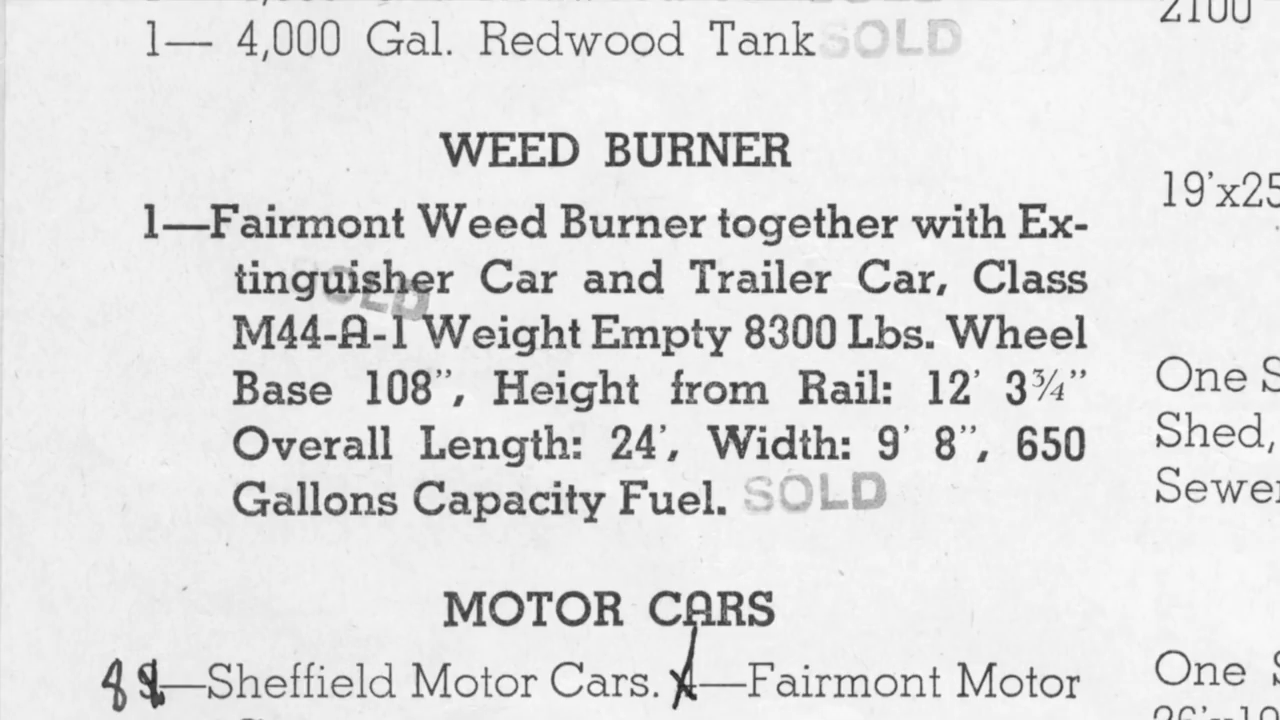 1— 4,000 Gal. Redwood Tank SOLD
WEED BURNER
1—Fairmont Weed Burner together with Ex-
tinguisher Car and Trailer Car, Class
SOLD
M44-A-1 Weight Empty 8300 Lbs. Wheel
Base 108”, Height from Rail: 12’ 3¾”
Overall Length: 24’, Width: 9’ 8”, 650
Gallons Capacity Fuel. SOLD
MOTOR CARS
8 —Sheffield Motor Cars. —Fairmont Motor
2100
19’x25
One S
Shed,
Sewer
One S